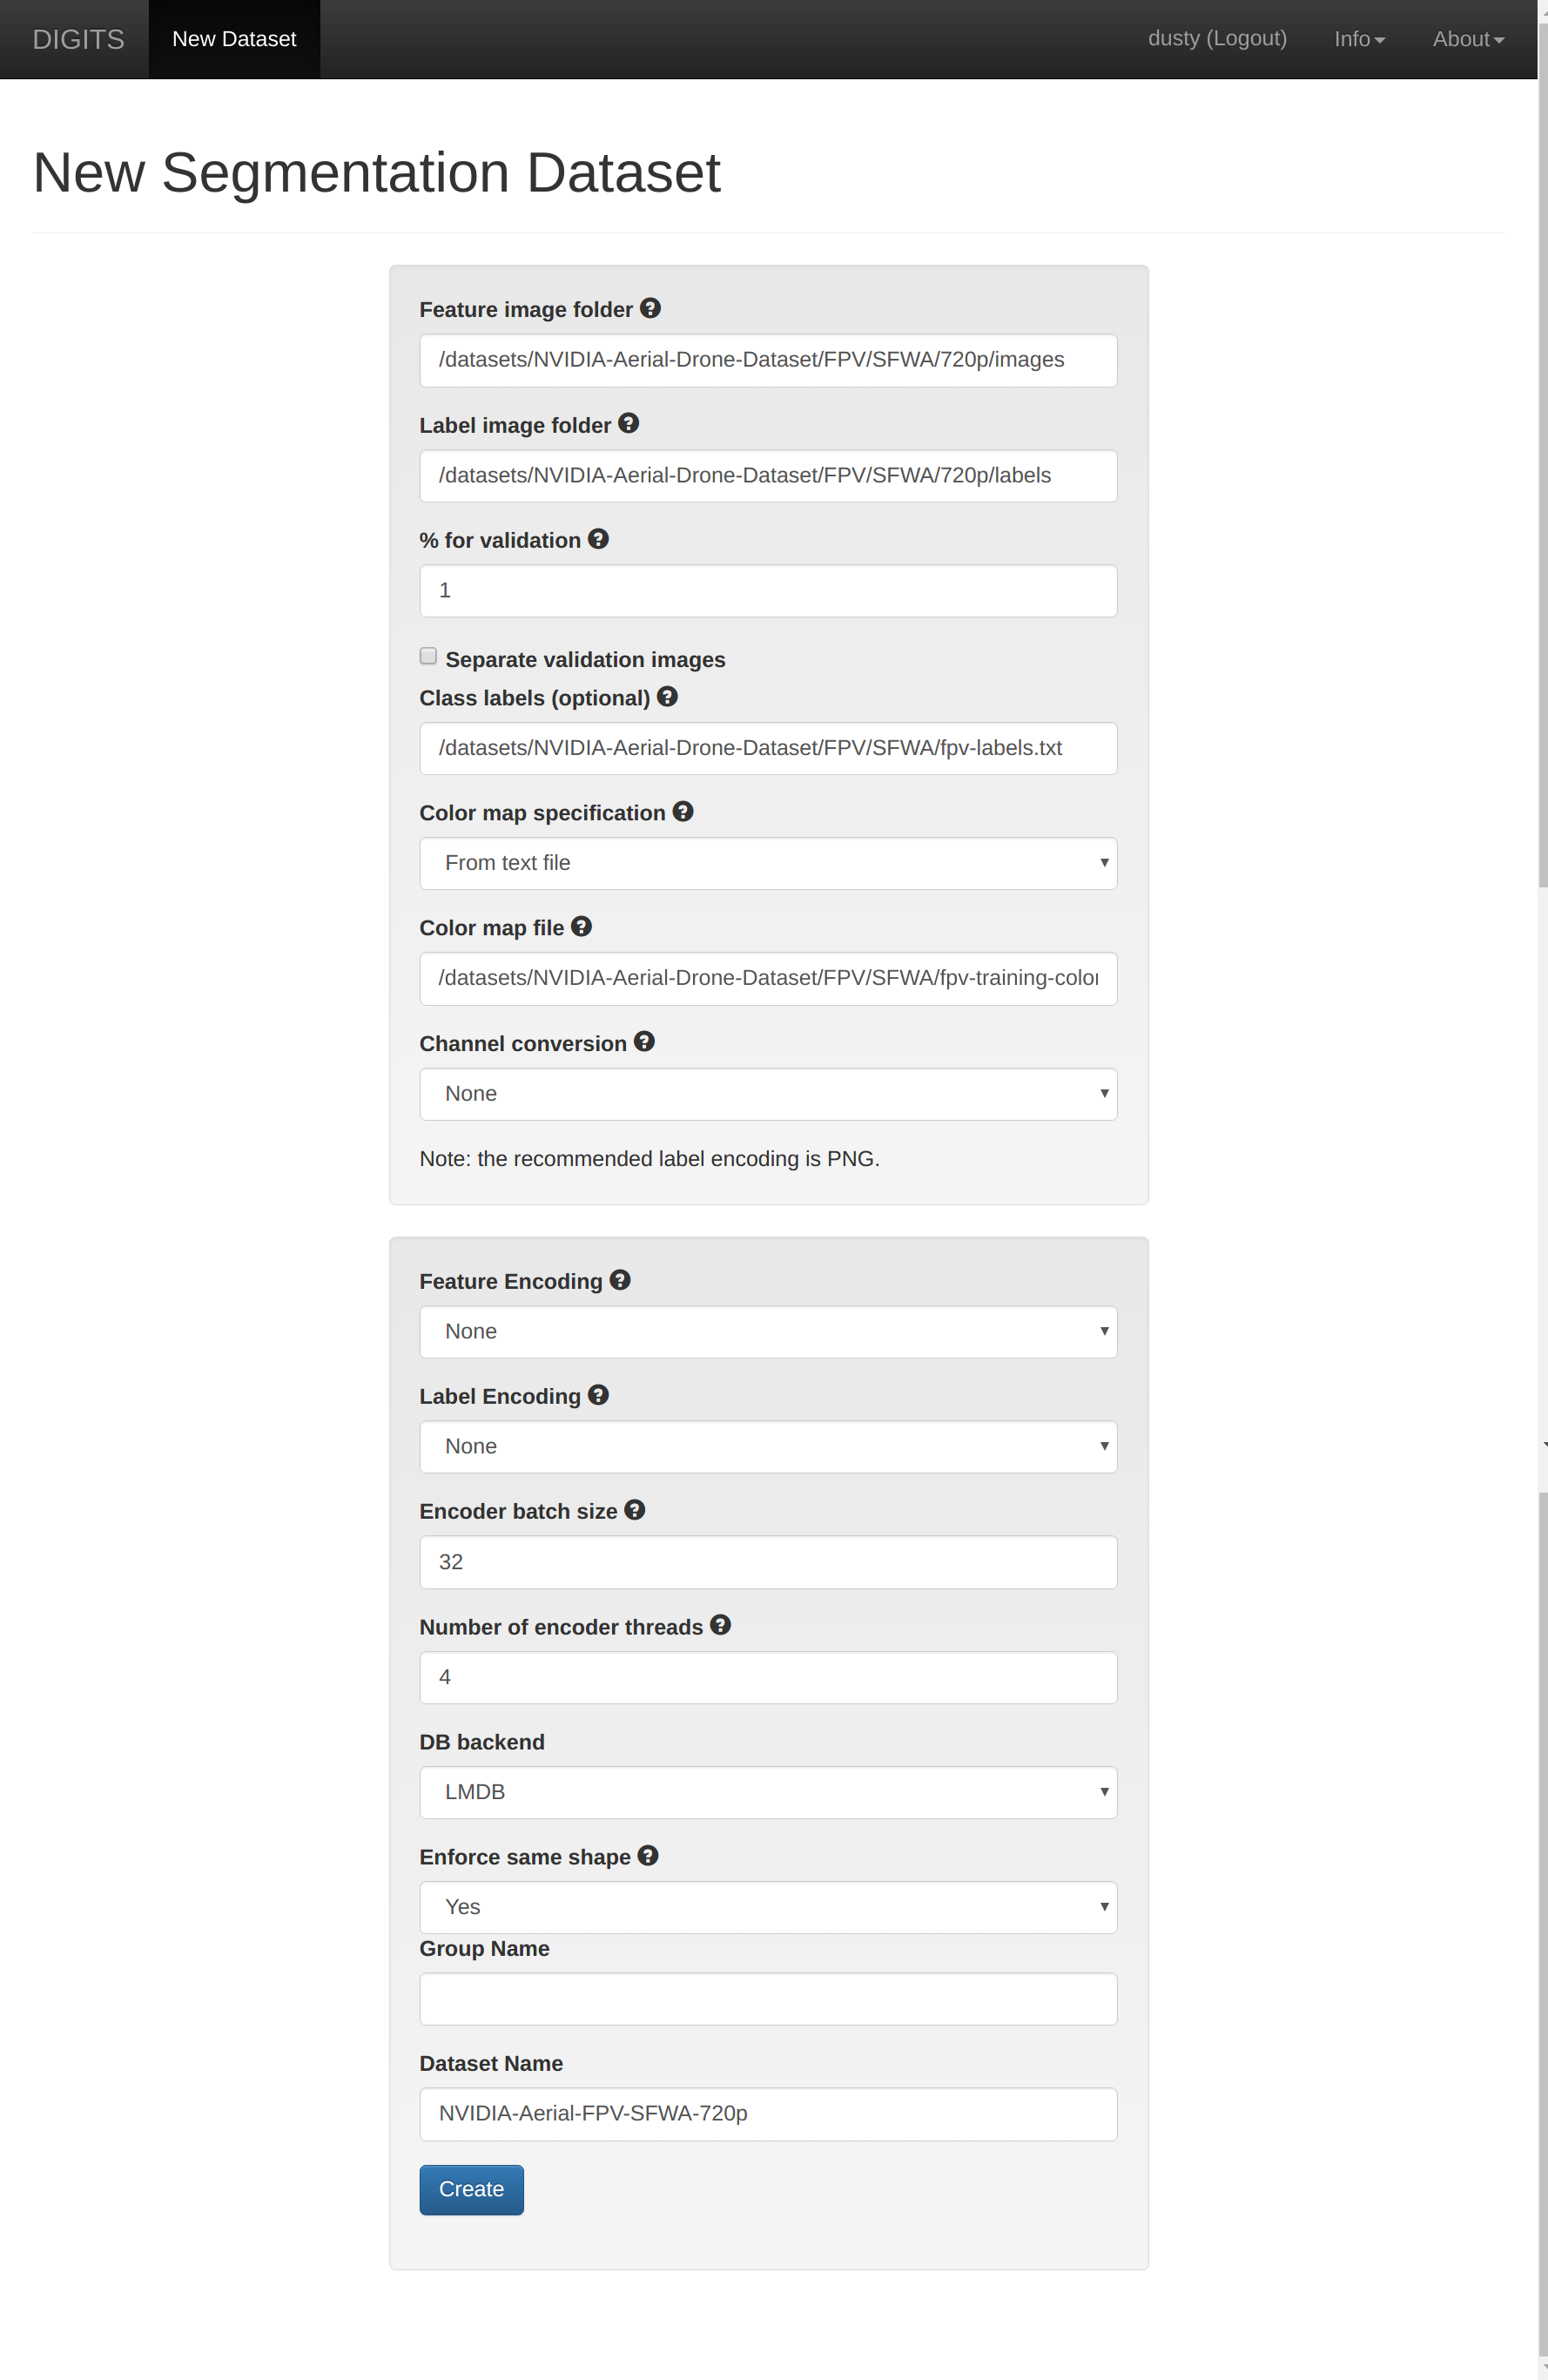 DIGITS New Dataset dusty (Logout) Info About
New Segmentation Dataset
Feature image folder
/datasets/NVIDIA-Aerial-Drone-Dataset/FPV/SFWA/720p/images
Label image folder
/datasets/NVIDIA-Aerial-Drone-Dataset/FPV/SFWA/720p/labels
% for validation
1
Separate validation images
Class labels (optional)
/datasets/NVIDIA-Aerial-Drone-Dataset/FPV/SFWA/fpv-labels.txt
Color map specification
From text file
Color map file
/datasets/NVIDIA-Aerial-Drone-Dataset/FPV/SFWA/fpv-training-color
Channel conversion
None
Note: the recommended label encoding is PNG.
Feature Encoding
None
Label Encoding
None
Encoder batch size
32
Number of encoder threads
4
DB backend
LMDB
Enforce same shape
Yes
Group Name
Dataset Name
NVIDIA-Aerial-FPV-SFWA-720p
Create